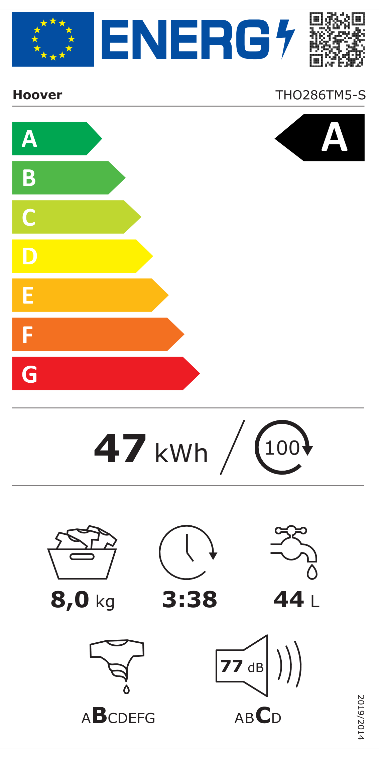 ENERG
Hoover THO286TM5-S
A A
B
C
D
E
F
G
47 kWh / 100
8,0 kg 3:38 44 L
77 dB
ABCDEFG ABCD
2019/2014